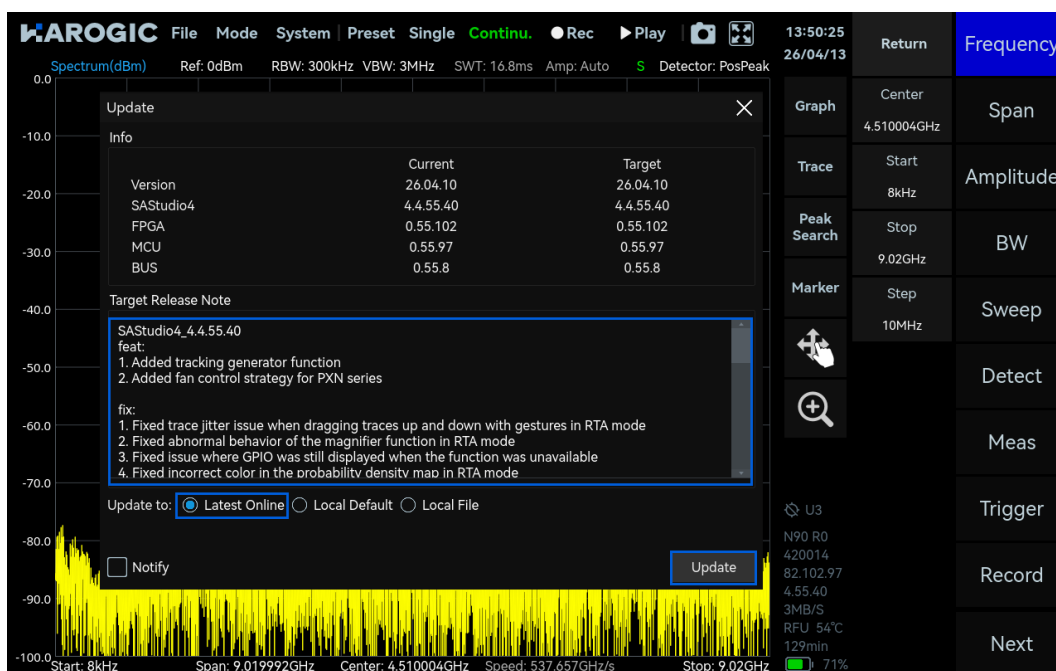 HAROGIC File Mode System Preset Single Continu. Rec Play
13:50:25
26/04/13
Spectrum(dBm) Ref: 0dBm RBW: 300kHz VBW: 3MHz SWT: 16.8ms Amp: Auto S Detector: PosPeak
0.0
-10.0
-20.0
-30.0
-40.0
-50.0
-60.0
-70.0
-80.0
-90.0
-100.0
Update
Info
Current Target
Version 26.04.10 26.04.10
SAStudio4 4.4.55.40 4.4.55.40
FPGA 0.55.102 0.55.102
MCU 0.55.97 0.55.97
BUS 0.55.8 0.55.8
Target Release Note
SAStudio4_4.4.55.40
feat:
1. Added tracking generator function
2. Added fan control strategy for PXN series
fix:
1. Fixed trace jitter issue when dragging traces up and down with gestures in RTA mode
2. Fixed abnormal behavior of the magnifier function in RTA mode
3. Fixed issue where GPIO was still displayed when the function was unavailable
4. Fixed incorrect color in the probability density map in RTA mode
Update to: Latest Online Local Default Local File
Notify
Update
Start: 8kHz Span: 9.019992GHz Center: 4.510004GHz Speed: 537.657GHz/s Stop: 9.02GHz
Graph
Trace
Peak
Search
Marker
U3
N90 R0
420014
82.102.97
4.55.40
3MB/S
RFU 54℃
129min
71%
Return
Center
4.510004GHz
Start
8kHz
Stop
9.02GHz
Step
10MHz
Frequency
Span
Amplitude
BW
Sweep
Detect
Meas
Trigger
Record
Next